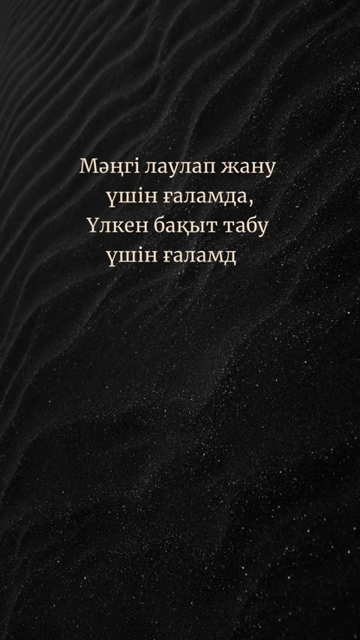 Мәңгі лаулап жану
үшін ғаламда,
Үлкен бақыт табу
үшін ғаламд